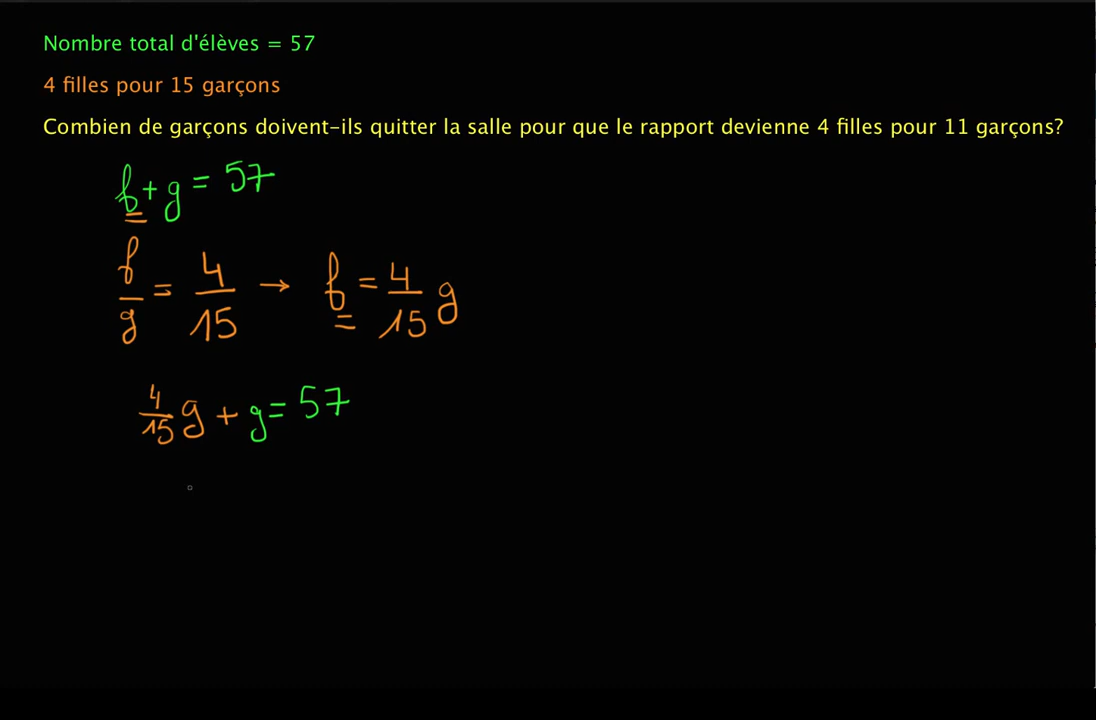 Nombre total d'élèves = 57
4 filles pour 15 garçons
Combien de garçons doivent-ils quitter la salle pour que le rapport devienne 4 filles pour 11 garçons?
f + g = 57
f/g = 4/15 → f = 4/15 g
4/15 g + g = 57